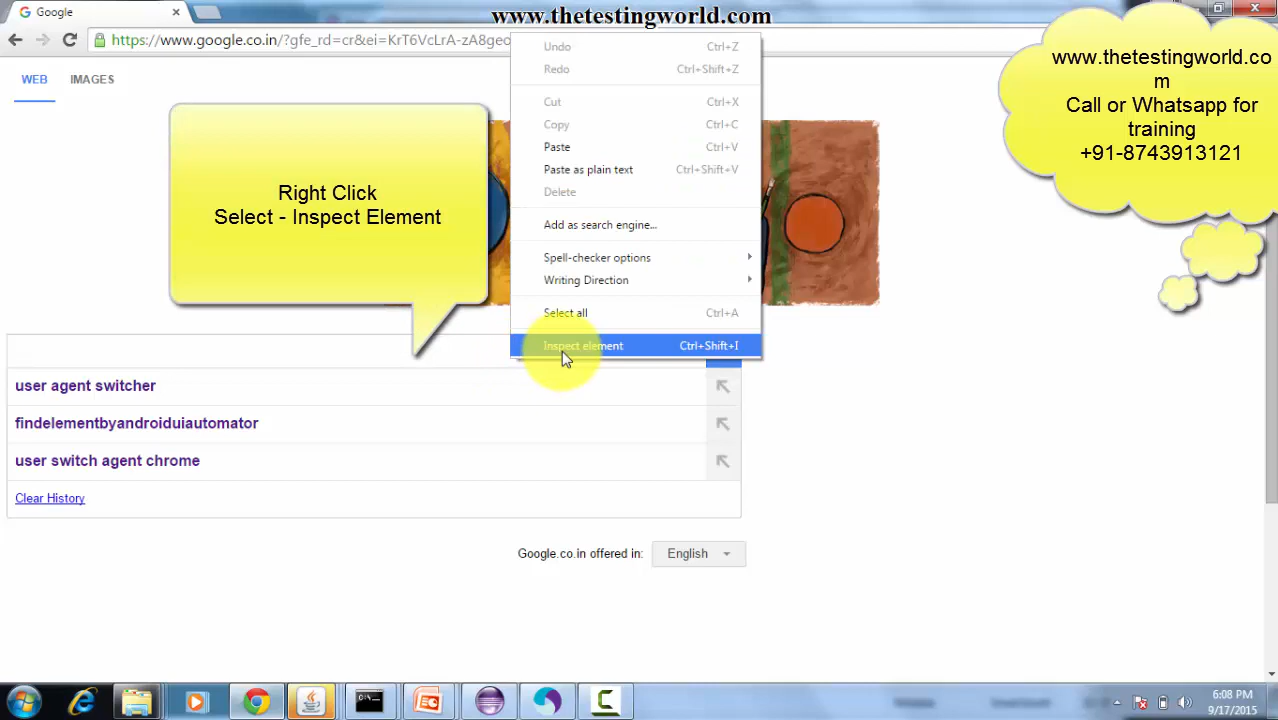 Google
www.thetestingworld.com
https://www.google.co.in/?gfe_rd=cr&ei=KrT6VcLrA-zA8geo
WEB
IMAGES
Undo Ctrl+Z
Redo Ctrl+Shift+Z
Cut Ctrl+X
Copy Ctrl+C
Paste Ctrl+V
Paste as plain text Ctrl+Shift+V
Delete
Add as search engine...
Spell-checker options
Writing Direction
Select all Ctrl+A
Inspect element Ctrl+Shift+I
Right Click
Select - Inspect Element
www.thetestingworld.co
m
Call or Whatsapp for
training
+91-8743913121
user agent switcher
findelementbyandroiduiautomator
user switch agent chrome
Clear History
Google.co.in offered in: English
6:08 PM
9/17/2015